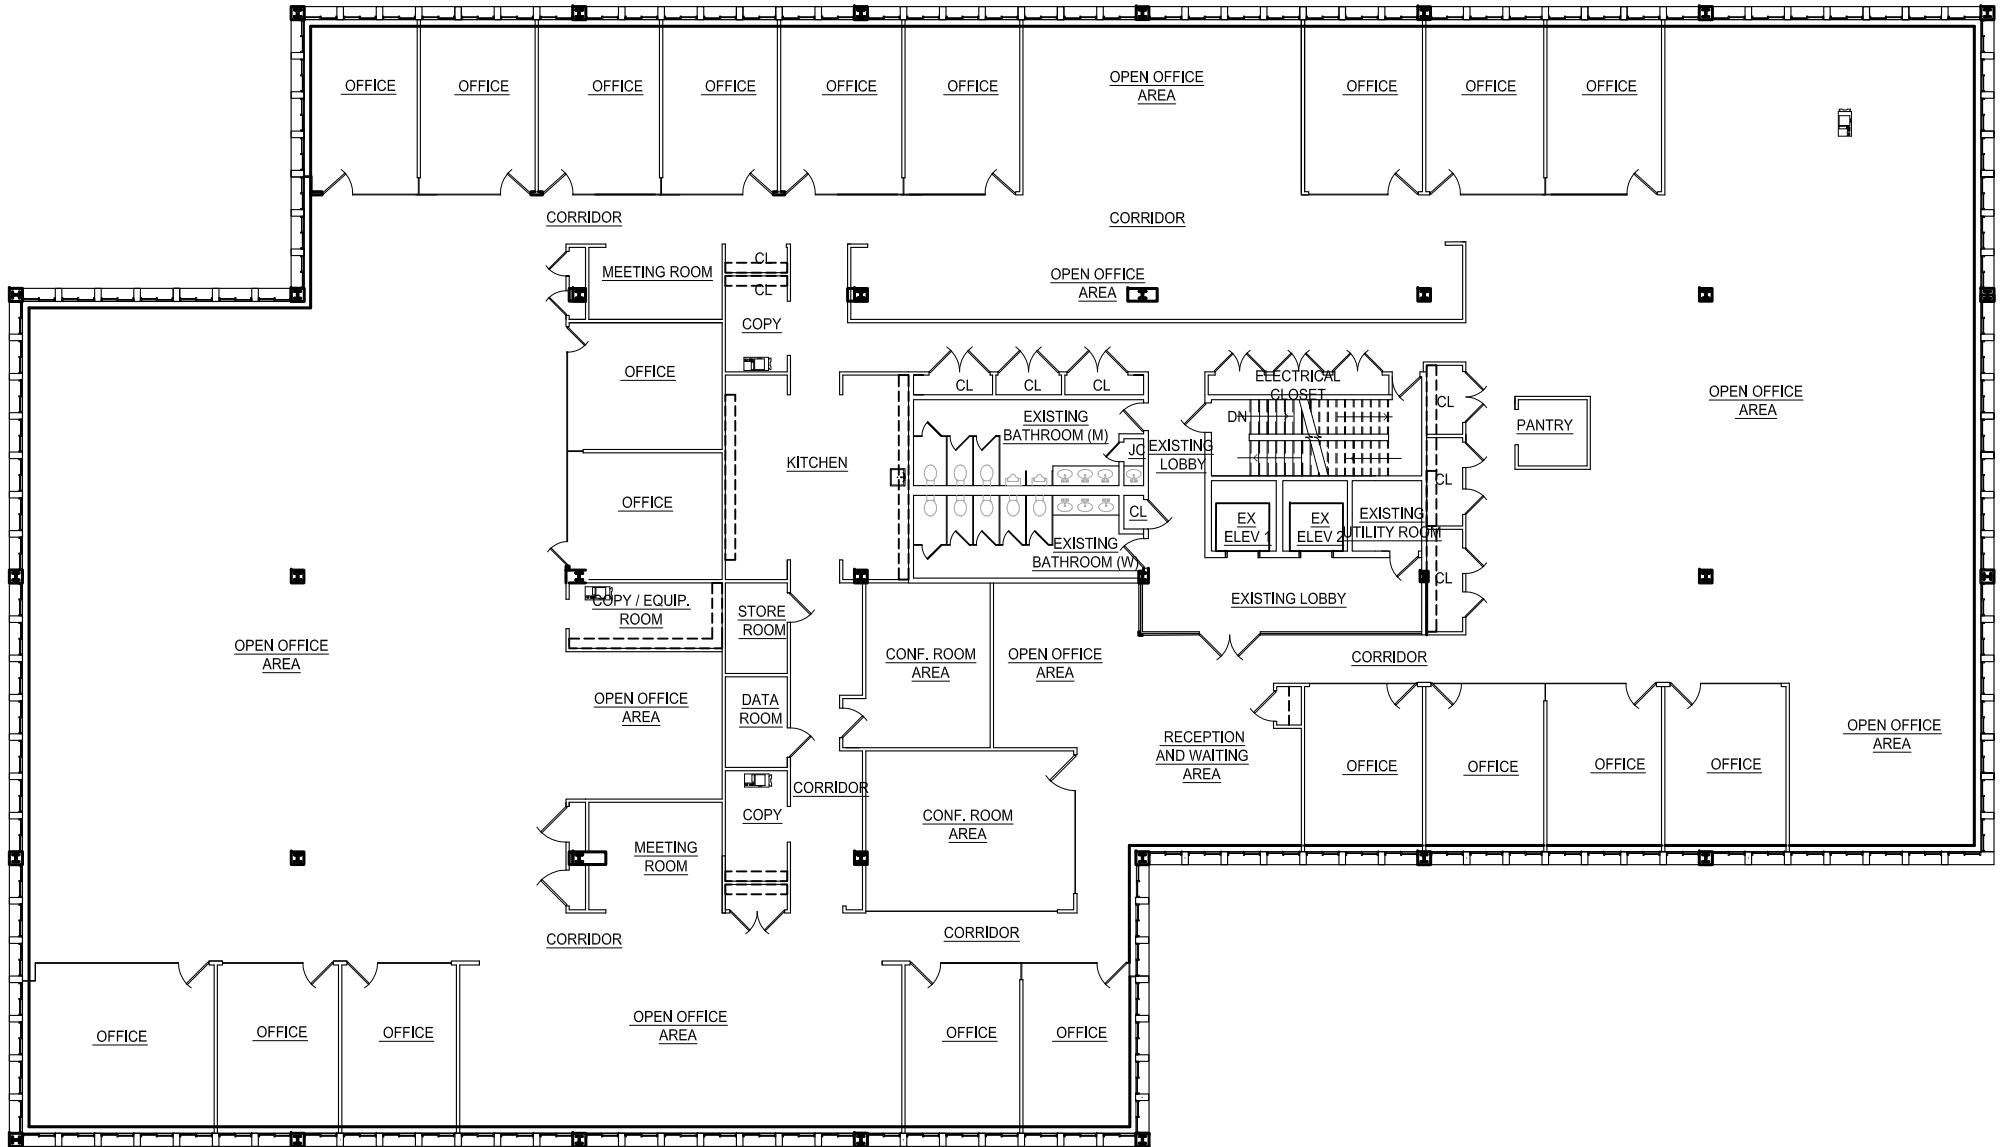 OFFICE
OFFICE
OFFICE
OFFICE
OFFICE
OFFICE
OPEN OFFICE
AREA
OFFICE
OFFICE
OFFICE
CORRIDOR
CORRIDOR
MEETING ROOM
CL
CL
OPEN OFFICE
AREA
COPY
OFFICE
CL
CL
CL
ELECTRICAL
CLOSET
CL
OPEN OFFICE
AREA
EXISTING
BATHROOM (M)
DN
PANTRY
JC
EXISTING
LOBBY
KITCHEN
CL
OFFICE
CL
EX
ELEV 1
EX
ELEV 2
EXISTING
UTILITY ROOM
EXISTING
BATHROOM (W)
CL
COPY / EQUIP.
ROOM
STORE
ROOM
EXISTING LOBBY
OPEN OFFICE
AREA
CONF. ROOM
AREA
OPEN OFFICE
AREA
CORRIDOR
OPEN OFFICE
AREA
DATA
ROOM
RECEPTION
AND WAITING
AREA
OPEN OFFICE
AREA
OFFICE
OFFICE
OFFICE
OFFICE
CORRIDOR
COPY
CONF. ROOM
AREA
MEETING
ROOM
CORRIDOR
CORRIDOR
OFFICE
OFFICE
OFFICE
OPEN OFFICE
AREA
OFFICE
OFFICE